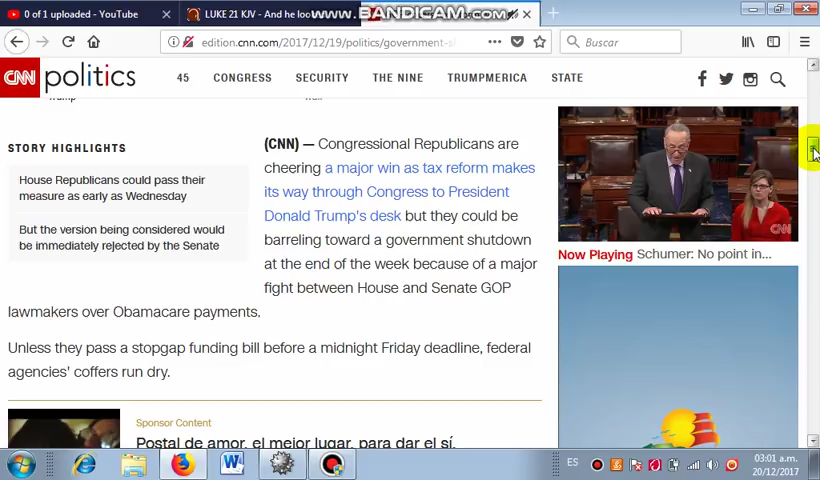 0 of 1 uploaded - YouTube
LUKE 21 KJV - And he loo
www.BANDICAM.com
edition.cnn.com/2017/12/19/politics/government-s
Buscar
CNN politics
45 CONGRESS SECURITY THE NINE TRUMPMERICA STATE
STORY HIGHLIGHTS
House Republicans could pass their
measure as early as Wednesday
But the version being considered would
be immediately rejected by the Senate
(CNN) — Congressional Republicans are
cheering a major win as tax reform makes
its way through Congress to President
Donald Trump's desk but they could be
barreling toward a government shutdown
at the end of the week because of a major
fight between House and Senate GOP
lawmakers over Obamacare payments.
Unless they pass a stopgap funding bill before a midnight Friday deadline, federal
agencies' coffers run dry.
Sponsor Content
Postal de amor, el mejor lugar, para dar el sí.
CNN
Now Playing Schumer: No point in...
ES
03:01 a.m.
20/12/2017